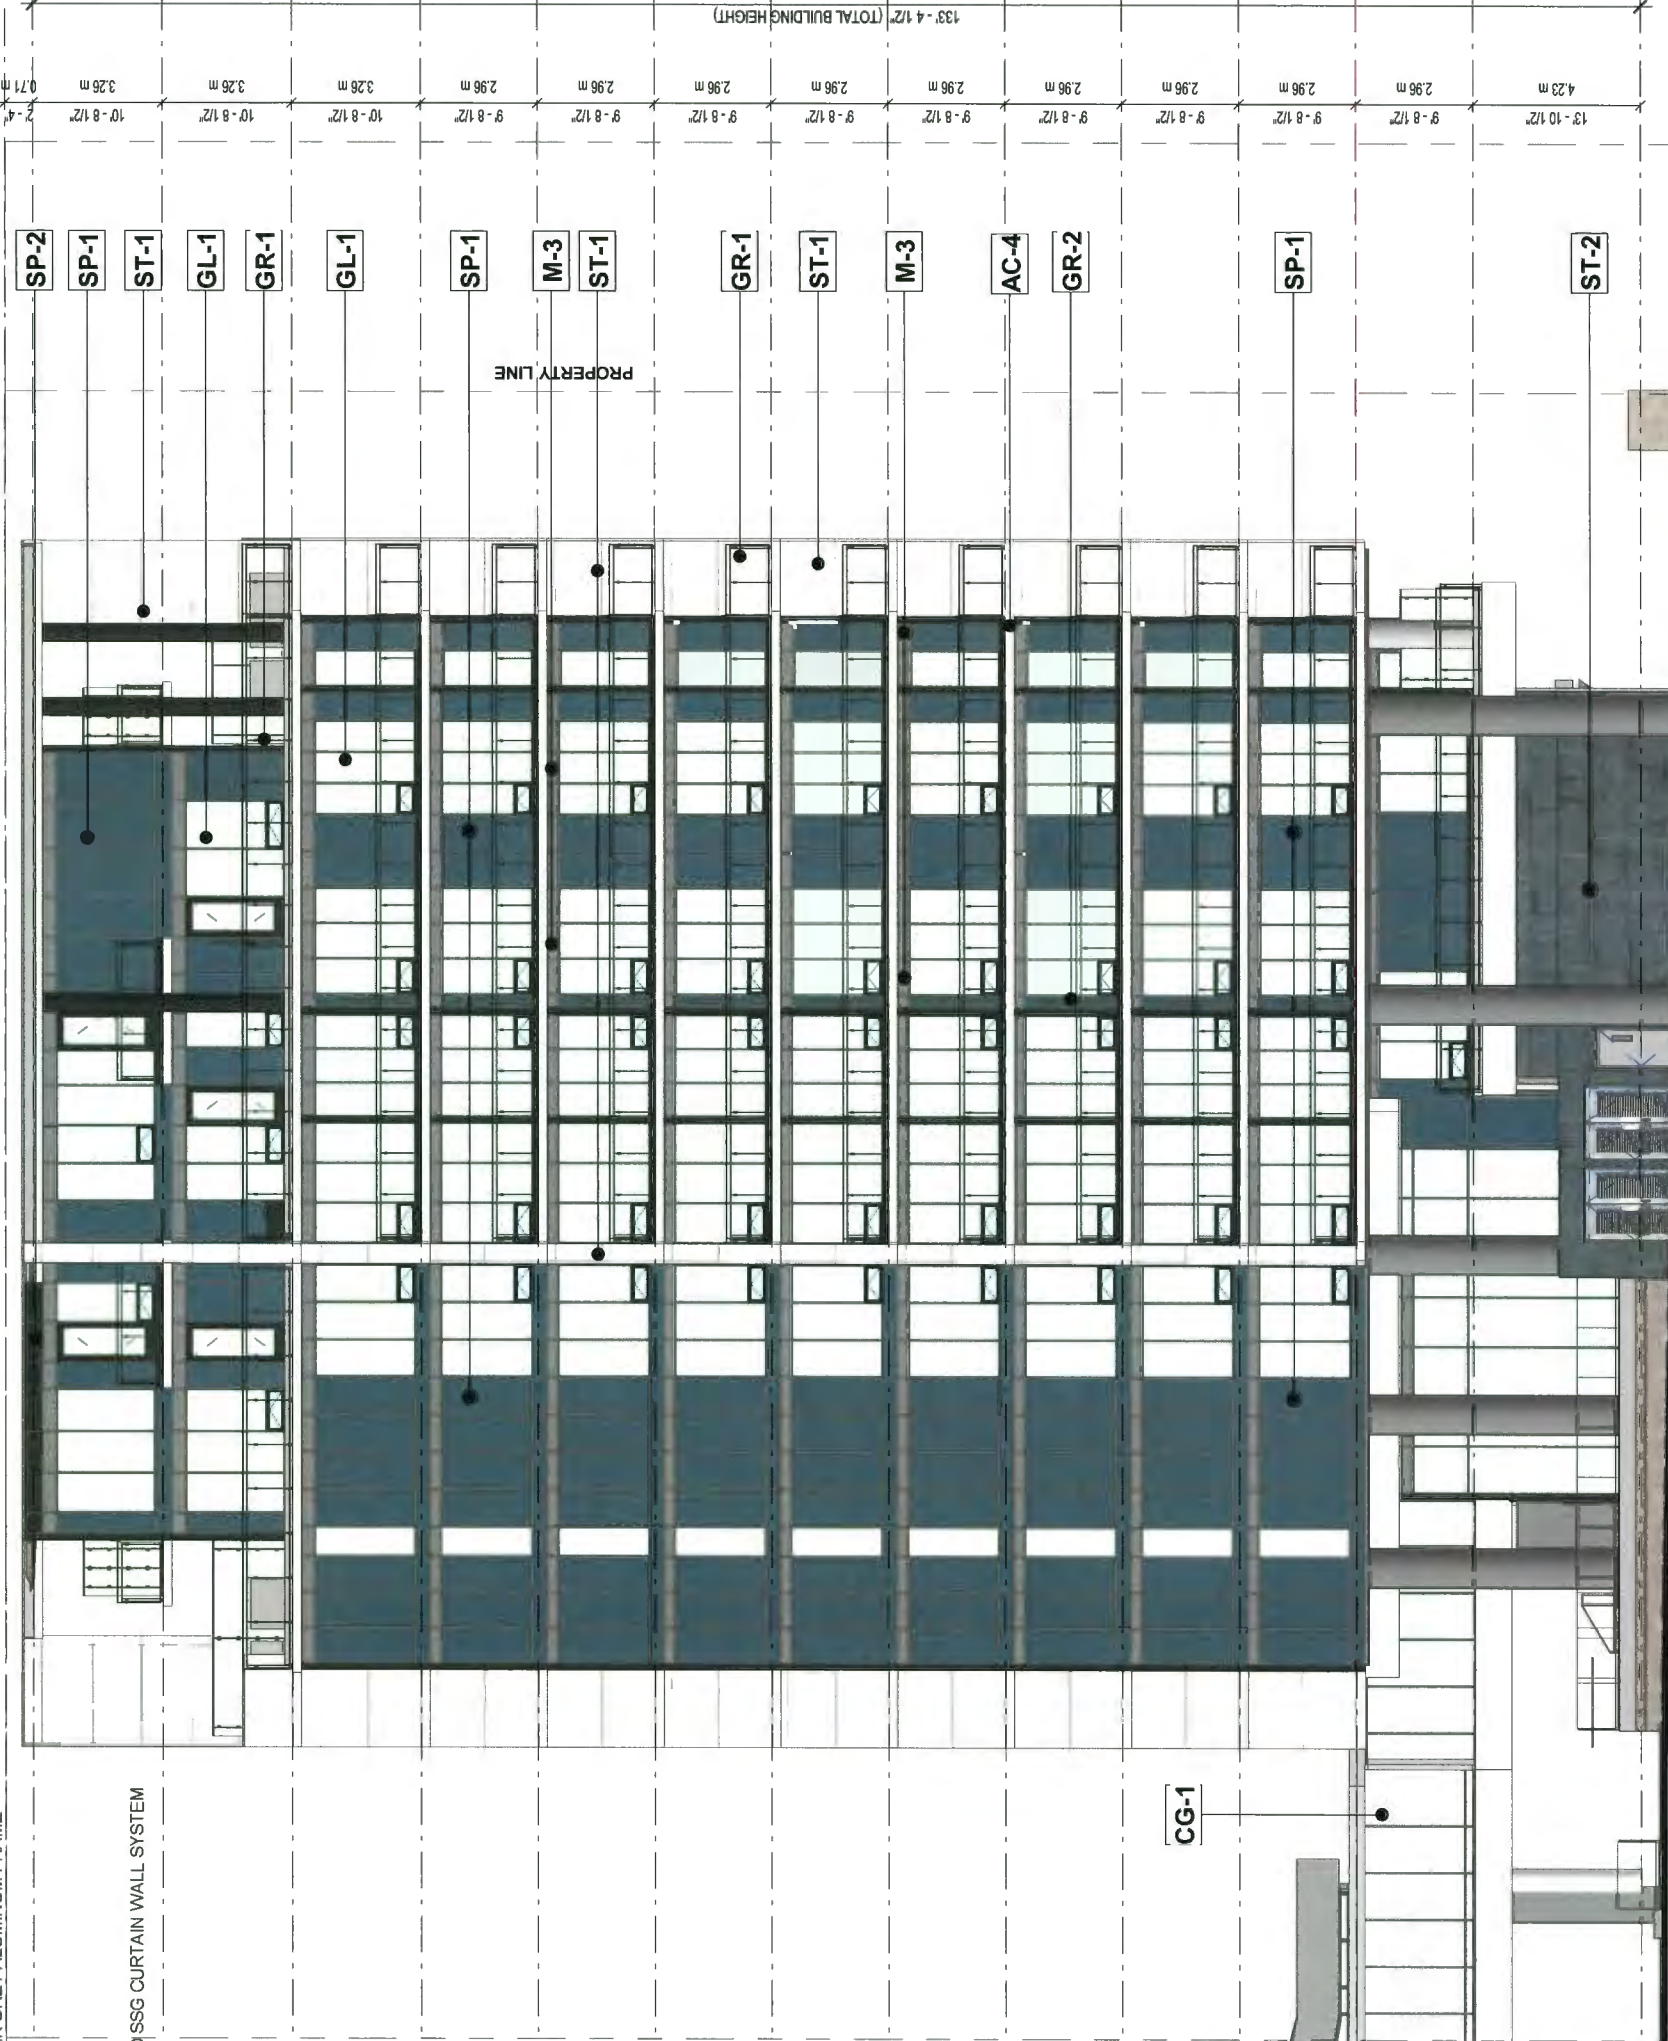 133' - 4 1/2" (TOTAL BUILDING HEIGHT)
0.71 m
3.26 m
3.26 m
3.26 m
2.96 m
2.96 m
2.96 m
2.96 m
2.96 m
2.96 m
2.96 m
2.96 m
2.96 m
4.23 m
2' - 4"
10' - 8 1/2"
10' - 8 1/2"
10' - 8 1/2"
9' - 8 1/2"
9' - 8 1/2"
9' - 8 1/2"
9' - 8 1/2"
9' - 8 1/2"
9' - 8 1/2"
9' - 8 1/2"
9' - 8 1/2"
9' - 8 1/2"
13' - 10 1/2"
SP-2
SP-1
ST-1
GL-1
GR-1
GL-1
SP-1
M-3
ST-1
GR-1
ST-1
M-3
AC-4
GR-2
SP-1
ST-2
PROPERTY LINE
CG-1
SSG CURTAIN WALL SYSTEM